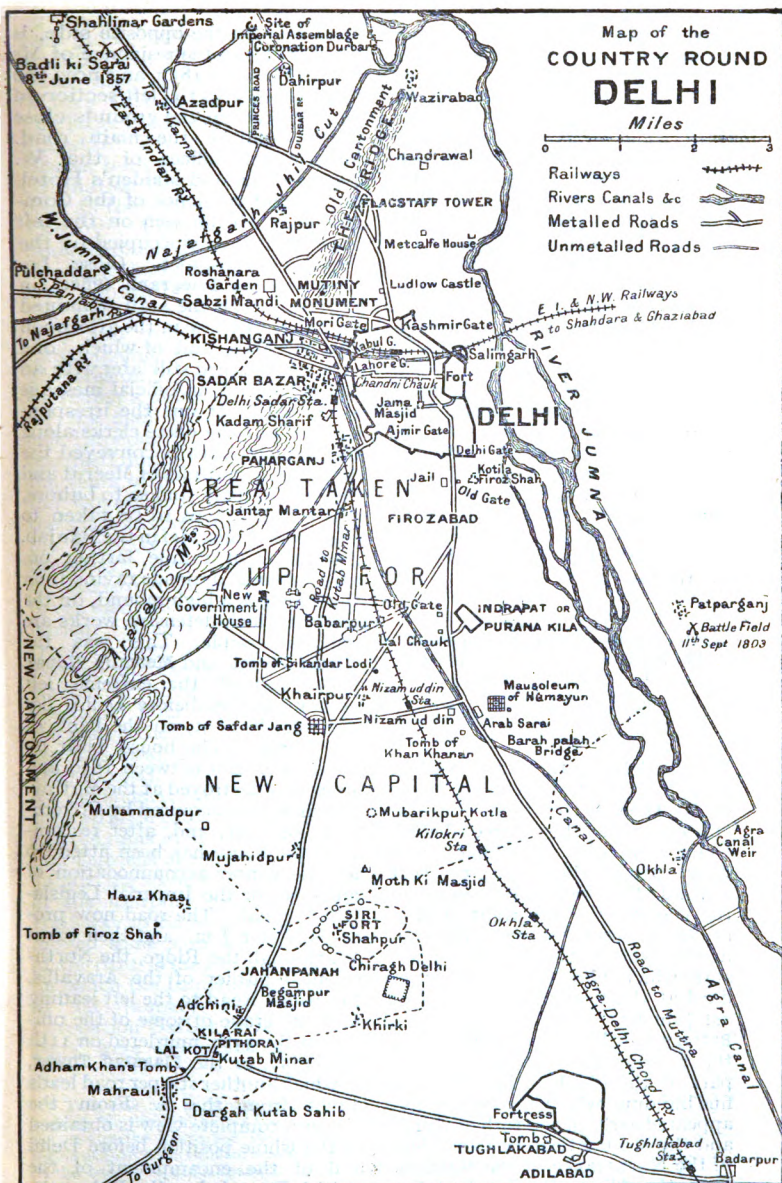 Map of the
COUNTRY ROUND
DELHI
Miles
0 1 2 3
Railways
Rivers Canals &c
Metalled Roads
Unmetalled Roads
Shahlimar Gardens
Site of
Imperial Assemblage
Coronation Durbars
Badli ki Sarai
8th June 1857
To Karnal
Azadpur
PRINCES ROAD
DURBAR RD
Dahirpur
Wazirabad
East Indian Ry
Najafgarh Jhil Cut
Old Cantonment
THE RIDGE
Chandrawal
FLAGSTAFF TOWER
Rajpur
Metcalfe House
W. Jumna Canal
Pulchaddar
Roshanara
Garden
Sabzi Mandi
MUTINY
MONUMENT
Ludlow Castle
S. Panjab Ry
To Najafgarh
Mori Gate
Kashmir Gate
E. I. & N.W. Railways
to Shahdara & Ghaziabad
KISHANGANJ
Kabul G.
Lahore G.
Salimgarh
RIVER JUMNA
Rajputana Ry
SADAR BAZAR
Chandni Chauk
Fort
Delhi Sadar Sta.
Jama
Masjid
DELHI
Kadam Sharif
Ajmir Gate
Delhi Gate
PAHARGANJ
Kotila
Firoz Shah
Jail
Old Gate
AREA TAKEN
Jantar Mantar
FIROZABAD
Aravalli Mts.
UP FOR
Road to
Kutab Minar
New
Government
House
Babarpur
Old Gate
INDRAPAT OR
PURANA KILA
Patparganj
Battle Field
11th Sept 1803
Lal Chauk
NEW CANTONMENT
Tomb of Sikandar Lodi
Khairpur
Nizamuddin
Sta.
Mausoleum
of Hamayun
Tomb of Safdar Jang
Nizam ud din
Arab Sarai
Tomb of
Khan Khanan
Barah palah
Bridge
NEW CAPITAL
Muhammadpur
Mubarikpur Kotla
Canal
Kilokri
Sta
Mujahidpur
Agra
Canal
Weir
Okhla
Moth Ki Masjid
Hauz Khas
SIRI
FORT
Shahpur
Okhla
Sta
Tomb of Firoz Shah
JAHANPANAH
Chiragh Delhi
Road to Muttra
Agra Canal
Begampur
Masjid
Adchini
Khirki
Agra Delhi Chord Ry
KILA RAI
PITHORA
LAL KOT
Kutab Minar
Adham Khan's Tomb
Mahrauli
Dargah Kutab Sahib
Fortress
Tomb
TUGHLAKABAD
ADILABAD
Tughlakabad
Sta
Badarpur
To Gurgaon